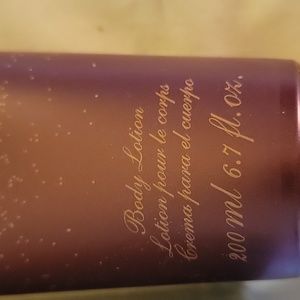 Body Lotion
Lotion pour le corps
Crema para el cuerpo
200 ml 6.7 fl. oz.